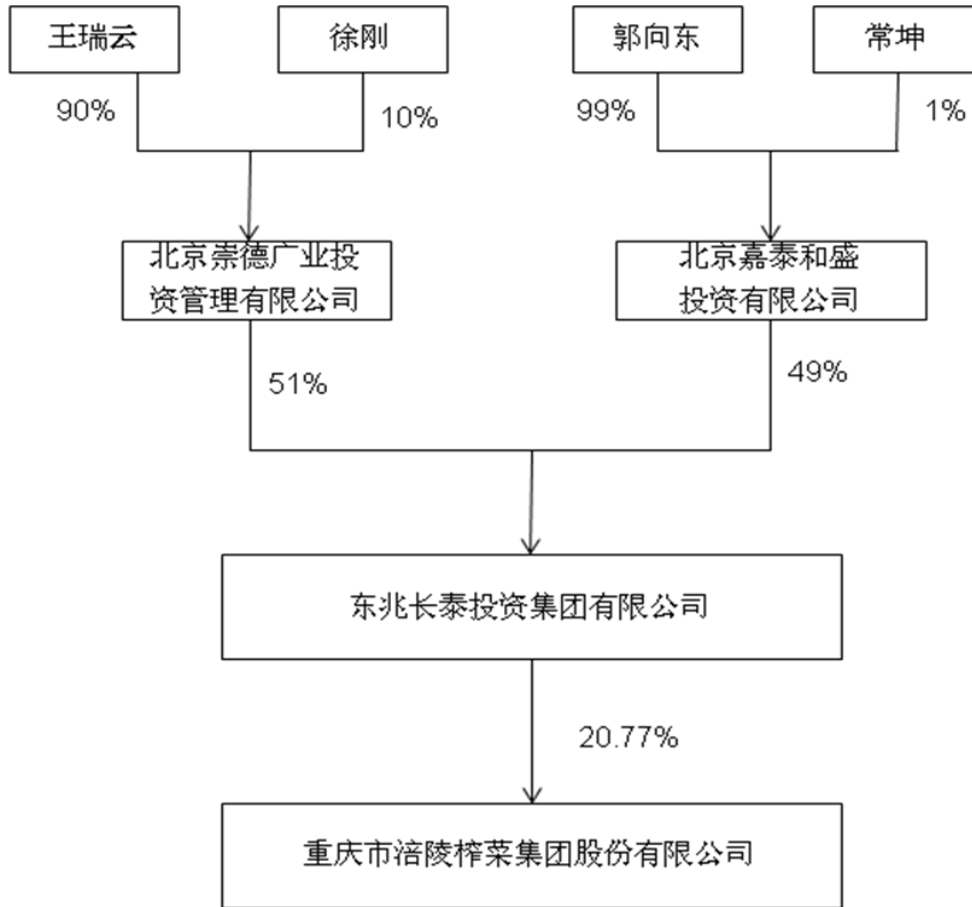 王瑞云
徐刚
郭向东
常坤
90%
10%
99%
1%
北京崇德广业投
资管理有限公司
北京嘉泰和盛
投资有限公司
51%
49%
东兆长泰投资集团有限公司
20.77%
重庆市涪陵榨菜集团股份有限公司